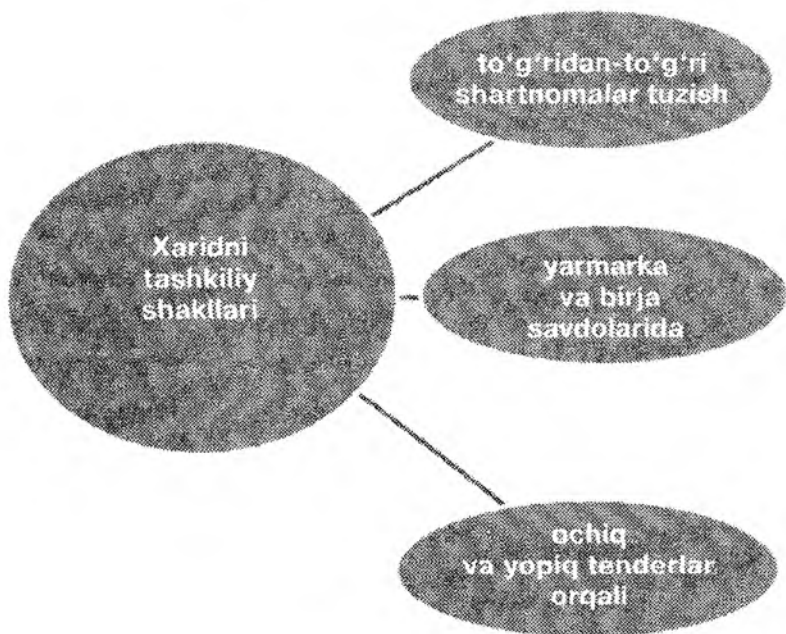 to‘g‘ridan-to‘g‘ri
shartnomalar tuzish
Xaridni
tashkiliy
shakllari
yarmarka
va birja
savdolarida
ochiq
va yopiq tenderlar
orqali